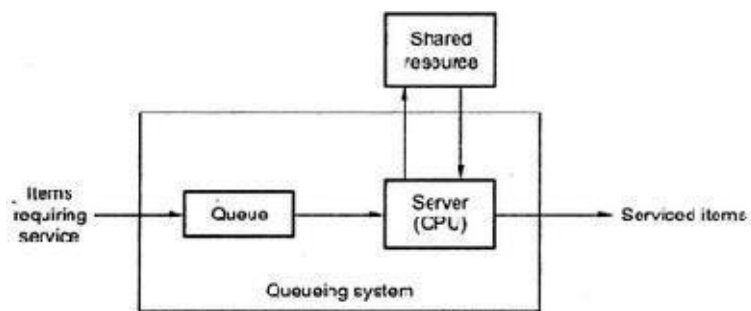 Shared
resource
Items
requiring
service
Queue
Server
(CPU)
Serviced items
Queueing system